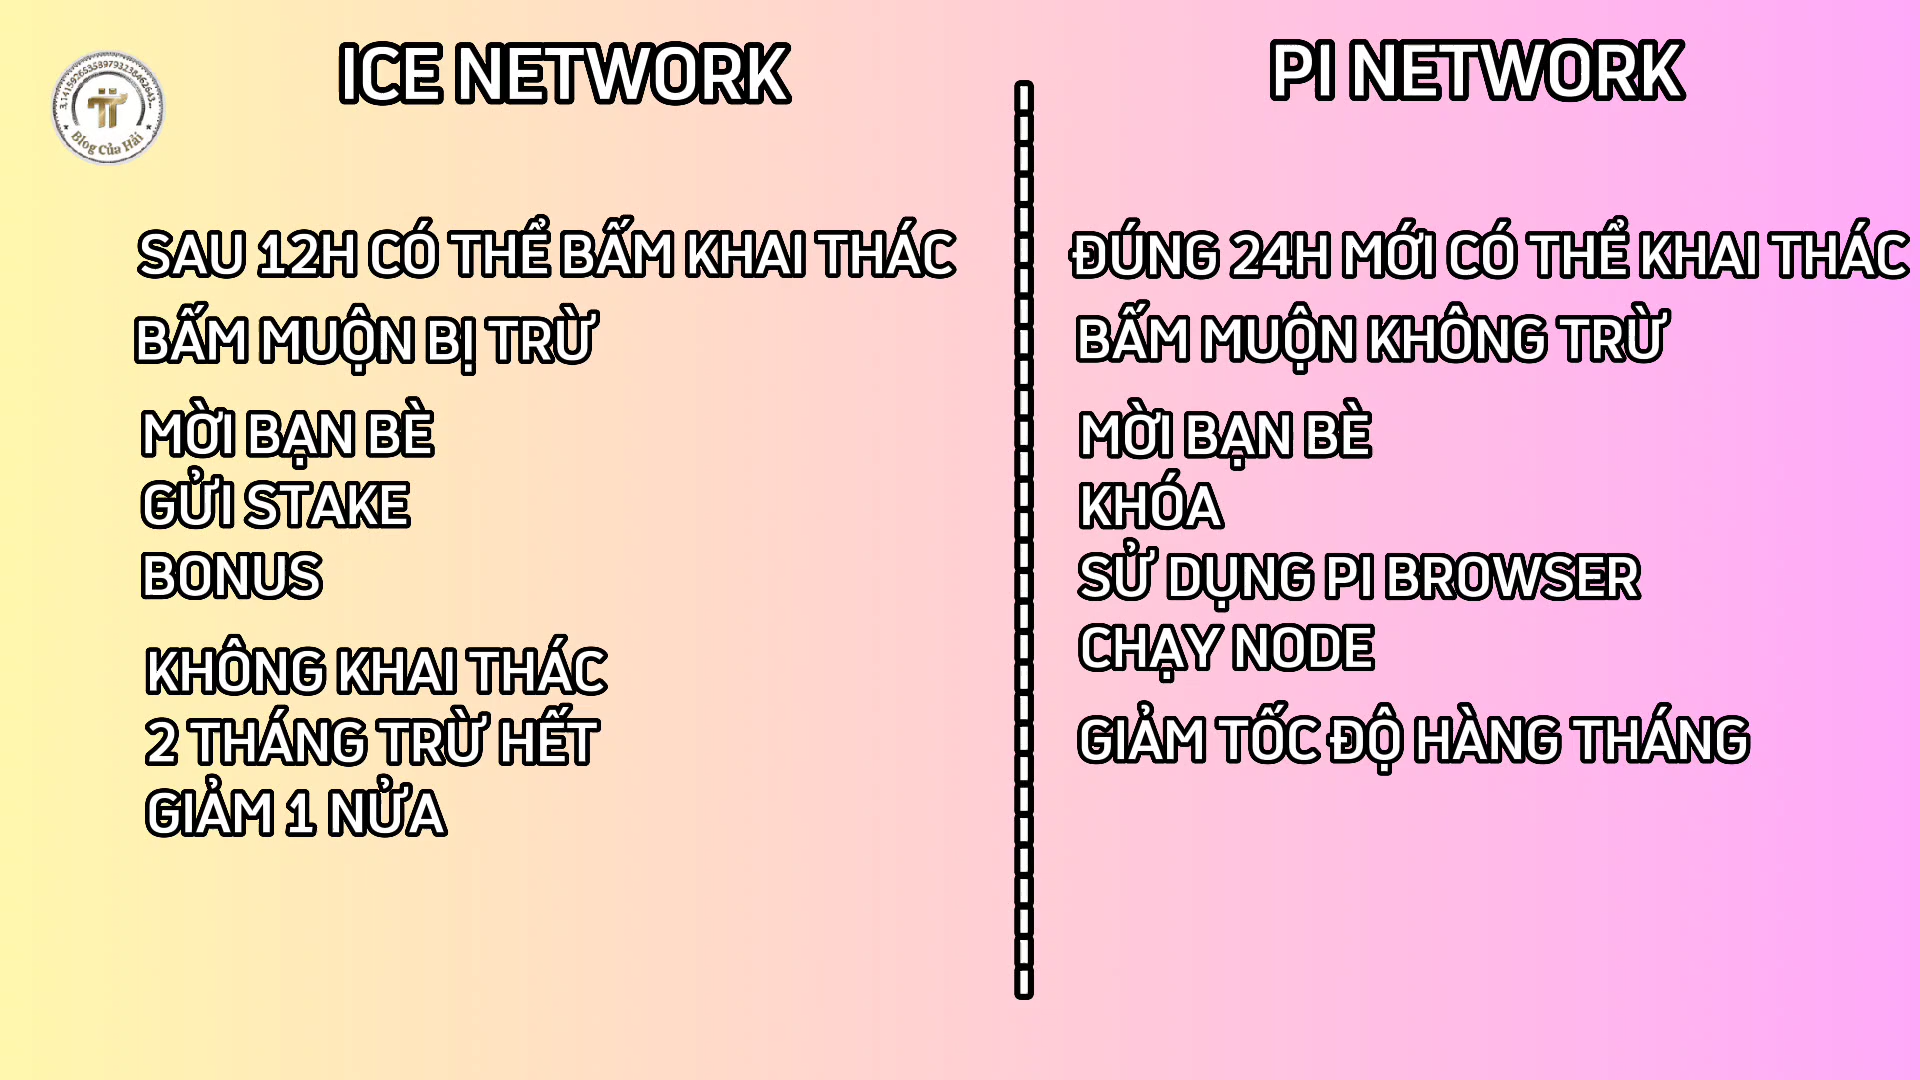 3.14159265358979323846264 3...
Blog Của Hải
ICE NETWORK
SAU 12H CÓ THỂ BẤM KHAI THÁC
BẤM MUỘN BỊ TRỪ
MỜI BẠN BÈ
GỬI STAKE
BONUS
KHÔNG KHAI THÁC
2 THÁNG TRỪ HẾT
GIẢM 1 NỬA
PI NETWORK
ĐÚNG 24H MỚI CÓ THỂ KHAI THÁC
BẤM MUỘN KHÔNG TRỪ
MỜI BẠN BÈ
KHÓA
SỬ DỤNG PI BROWSER
CHẠY NODE
GIẢM TỐC ĐỘ HÀNG THÁNG